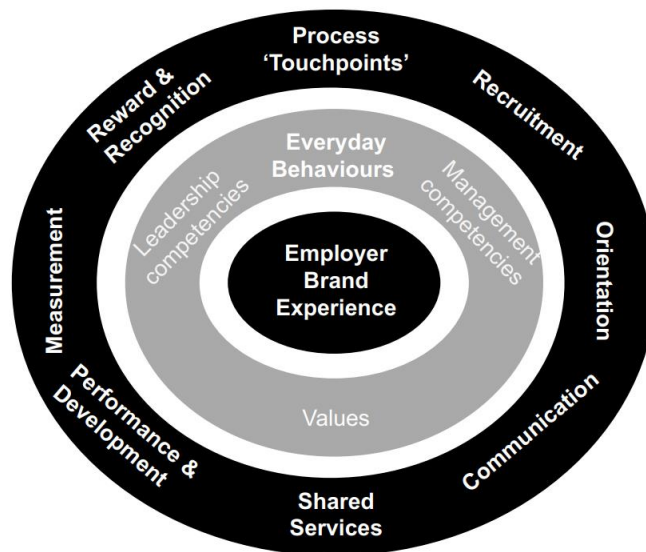 Process
‘Touchpoints’
Recruitment
Orientation
Communication
Shared
Services
Performance &
Development
Measurement
Reward &
Recognition
Everyday
Behaviours
Management
competencies
Values
Leadership
competencies
Employer
Brand
Experience